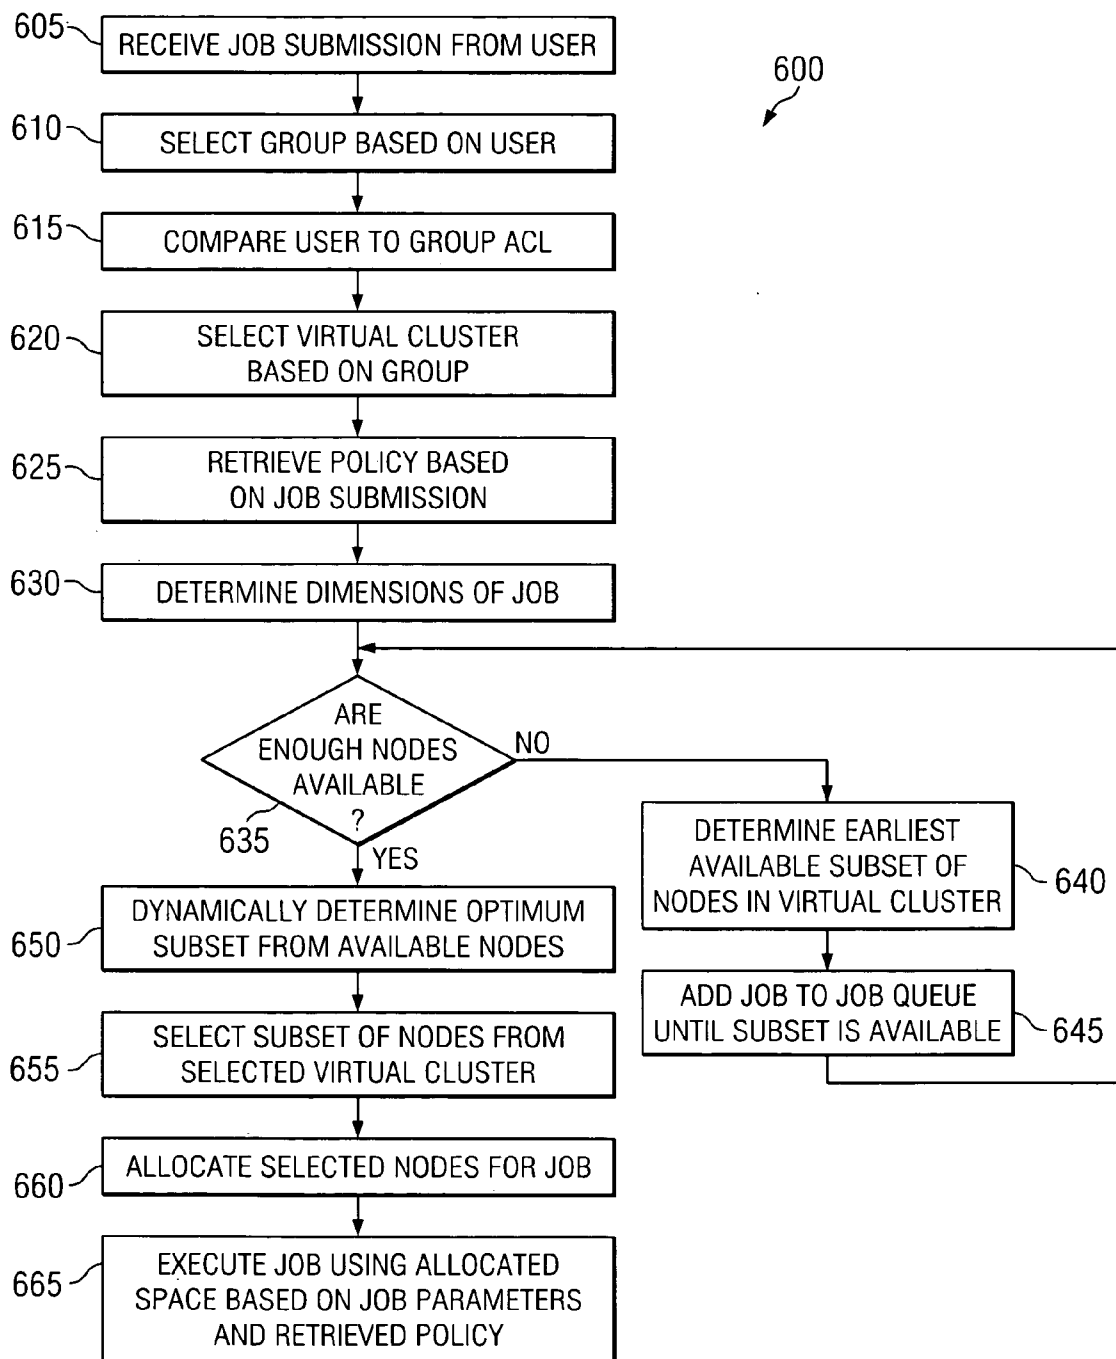 605
RECEIVE JOB SUBMISSION FROM USER
600
610
SELECT GROUP BASED ON USER
615
COMPARE USER TO GROUP ACL
620
SELECT VIRTUAL CLUSTER
BASED ON GROUP
625
RETRIEVE POLICY BASED
ON JOB SUBMISSION
630
DETERMINE DIMENSIONS OF JOB
ARE
ENOUGH NODES
AVAILABLE
?
635
NO
YES
DETERMINE EARLIEST
AVAILABLE SUBSET OF
NODES IN VIRTUAL CLUSTER
640
ADD JOB TO JOB QUEUE
UNTIL SUBSET IS AVAILABLE
645
650
DYNAMICALLY DETERMINE OPTIMUM
SUBSET FROM AVAILABLE NODES
655
SELECT SUBSET OF NODES FROM
SELECTED VIRTUAL CLUSTER
660
ALLOCATE SELECTED NODES FOR JOB
665
EXECUTE JOB USING ALLOCATED
SPACE BASED ON JOB PARAMETERS
AND RETRIEVED POLICY